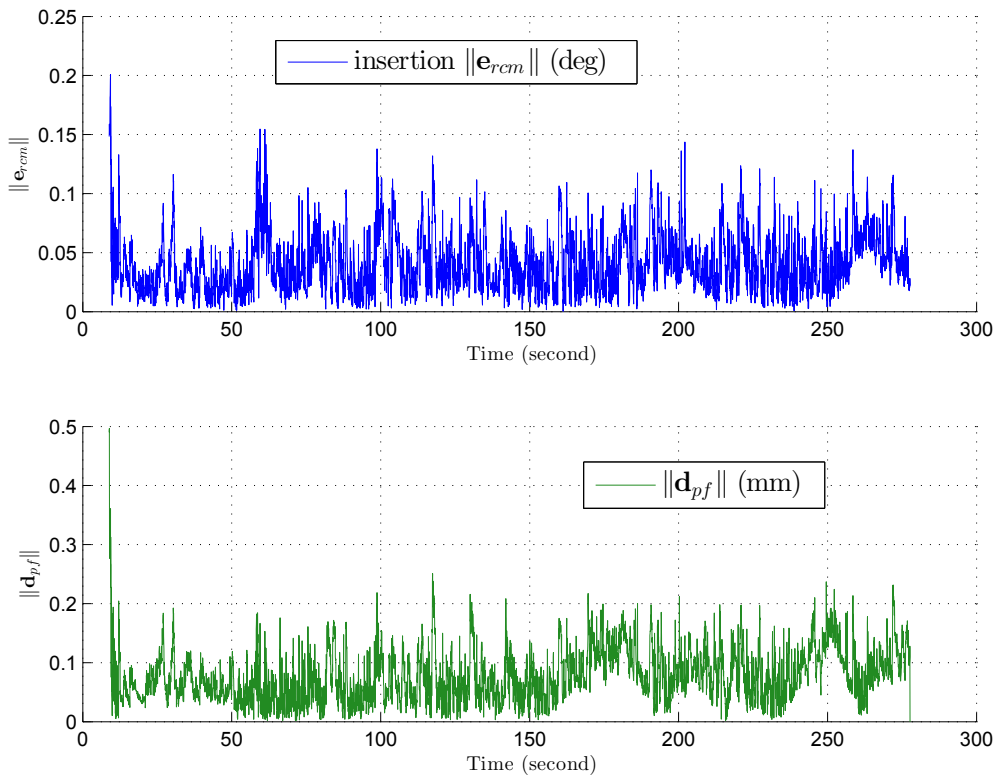 0.25
0.2
0.15
0.1
0.05
0
‖e_rcm‖
insertion ‖e_rcm‖ (deg)
0 50 100 150 200 250 300
Time (second)
0.5
0.4
0.3
0.2
0.1
0
‖d_pf‖
‖d_pf‖ (mm)
0 50 100 150 200 250 300
Time (second)